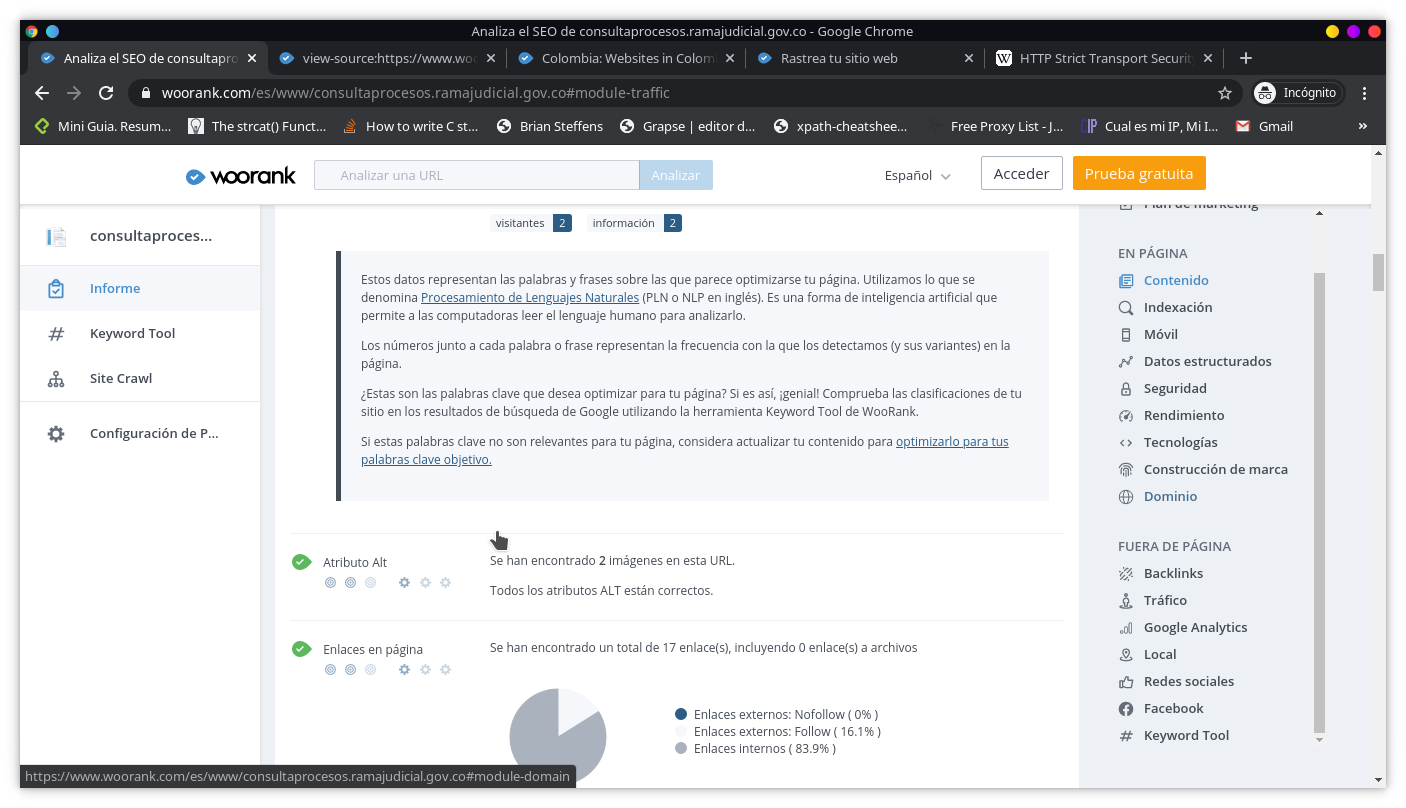 Analiza el SEO de consultaprocesos.ramajudicial.gov.co - Google Chrome
Analiza el SEO de consultapro
view-source:https://www.woo
Colombia: Websites in Colom
Rastrea tu sitio web
W HTTP Strict Transport Securit
woorank.com/es/www/consultaprocesos.ramajudicial.gov.co#module-traffic
Incógnito
Mini Guia. Resum...
The strcat() Funct...
How to write C st...
Brian Steffens
Grapse | editor d...
xpath-cheatshee...
Free Proxy List - J...
IP Cual es mi IP, Mi I...
Gmail
»
woorank
Analizar una URL
Analizar
Español
Acceder
Prueba gratuita
consultaproces...
Informe
Keyword Tool
Site Crawl
Configuración de P...
visitantes 2 información 2
Estos datos representan las palabras y frases sobre las que parece optimizarse tu página. Utilizamos lo que se
denomina Procesamiento de Lenguajes Naturales (PLN o NLP en inglés). Es una forma de inteligencia artificial que
permite a las computadoras leer el lenguaje humano para analizarlo.
Los números junto a cada palabra o frase representan la frecuencia con la que los detectamos (y sus variantes) en la
página.
¿Estas son las palabras clave que desea optimizar para tu página? Si es así, ¡genial! Comprueba las clasificaciones de tu
sitio en los resultados de búsqueda de Google utilizando la herramienta Keyword Tool de WooRank.
Si estas palabras clave no son relevantes para tu página, considera actualizar tu contenido para optimizarlo para tus
palabras clave objetivo.
Atributo Alt
Se han encontrado 2 imágenes en esta URL.
Todos los atributos ALT están correctos.
Enlaces en página
Se han encontrado un total de 17 enlace(s), incluyendo 0 enlace(s) a archivos
Enlaces externos: Nofollow ( 0% )
Enlaces externos: Follow ( 16.1% )
Enlaces internos ( 83.9% )
Plan de marketing
EN PÁGINA
Contenido
Indexación
Móvil
Datos estructurados
Seguridad
Rendimiento
Tecnologías
Construcción de marca
Dominio
FUERA DE PÁGINA
Backlinks
Tráfico
Google Analytics
Local
Redes sociales
Facebook
Keyword Tool
https://www.woorank.com/es/www/consultaprocesos.ramajudicial.gov.co#module-domain